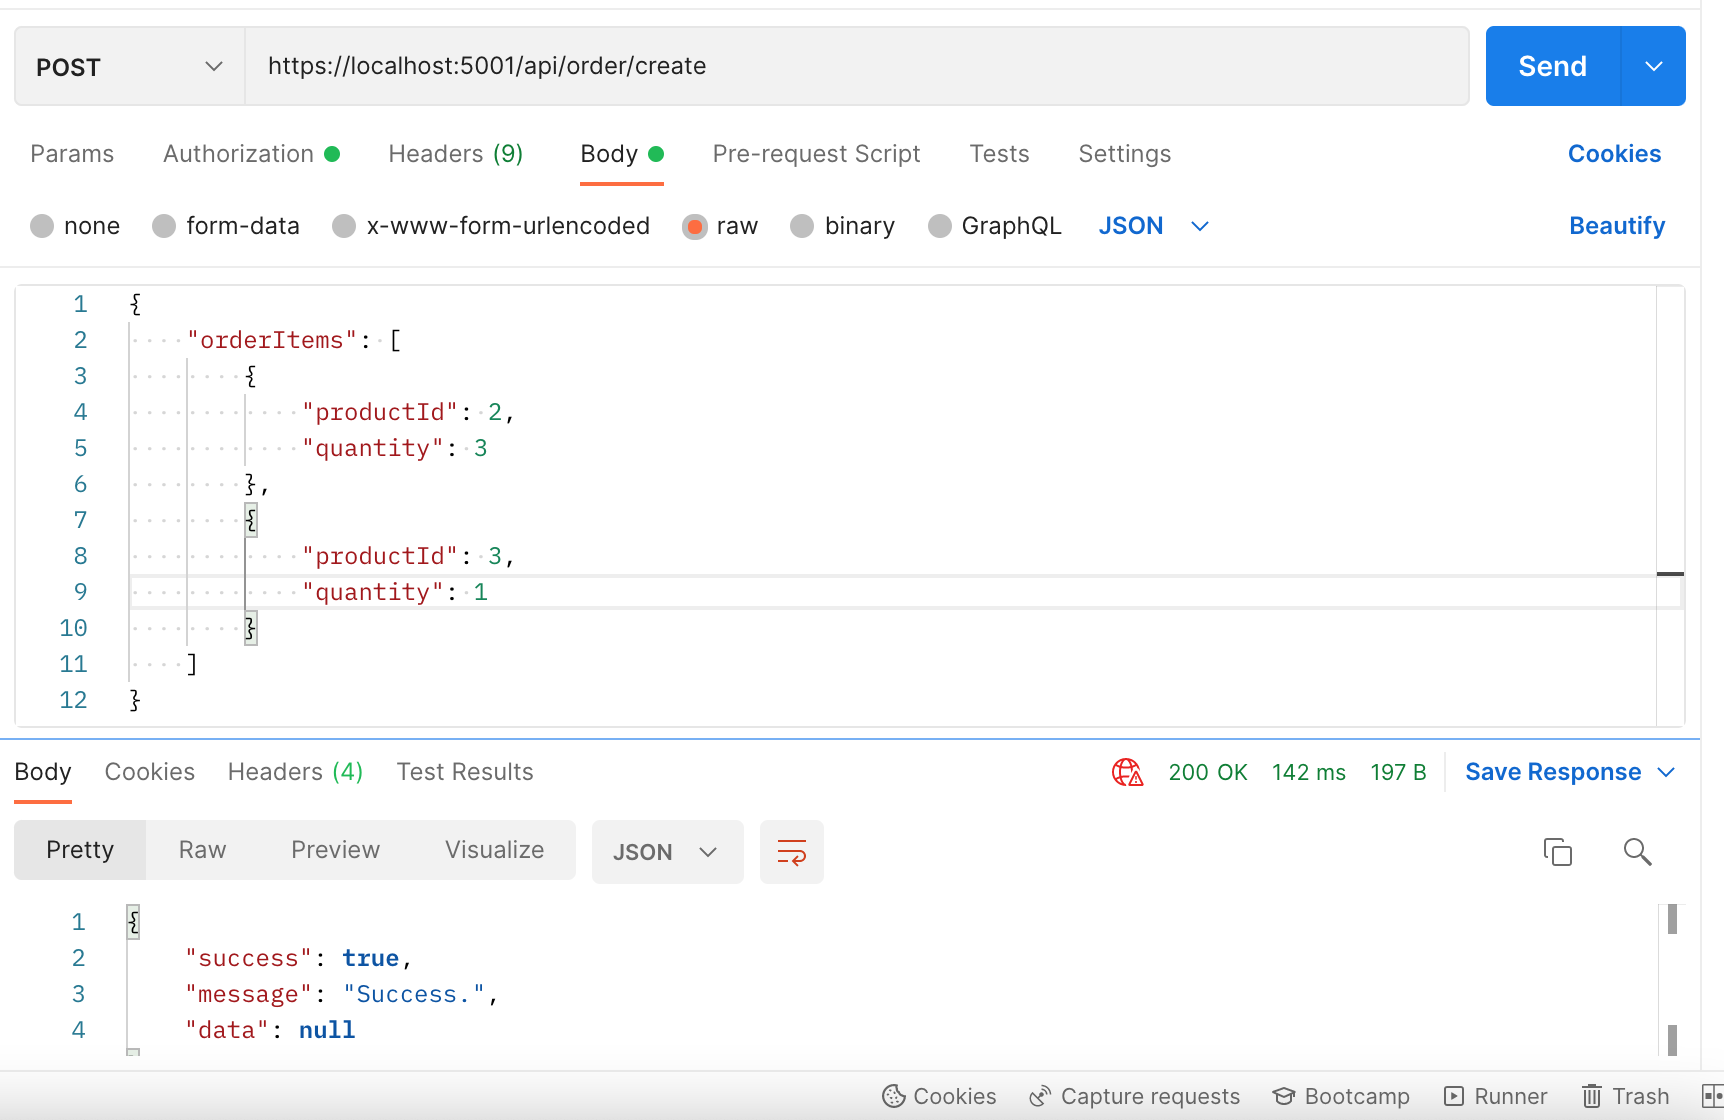 POST https://localhost:5001/api/order/create Send
Params Authorization Headers (9) Body Pre-request Script Tests Settings Cookies
none form-data x-www-form-urlencoded raw binary GraphQL JSON Beautify
1 {
2 "orderItems": [
3 {
4 "productId": 2,
5 "quantity": 3
6 },
7 {
8 "productId": 3,
9 "quantity": 1
10 }
11 ]
12 }
Body Cookies Headers (4) Test Results 200 OK 142 ms 197 B Save Response
Pretty Raw Preview Visualize JSON
1 {
2 "success": true,
3 "message": "Success.",
4 "data": null
Cookies Capture requests Bootcamp Runner Trash